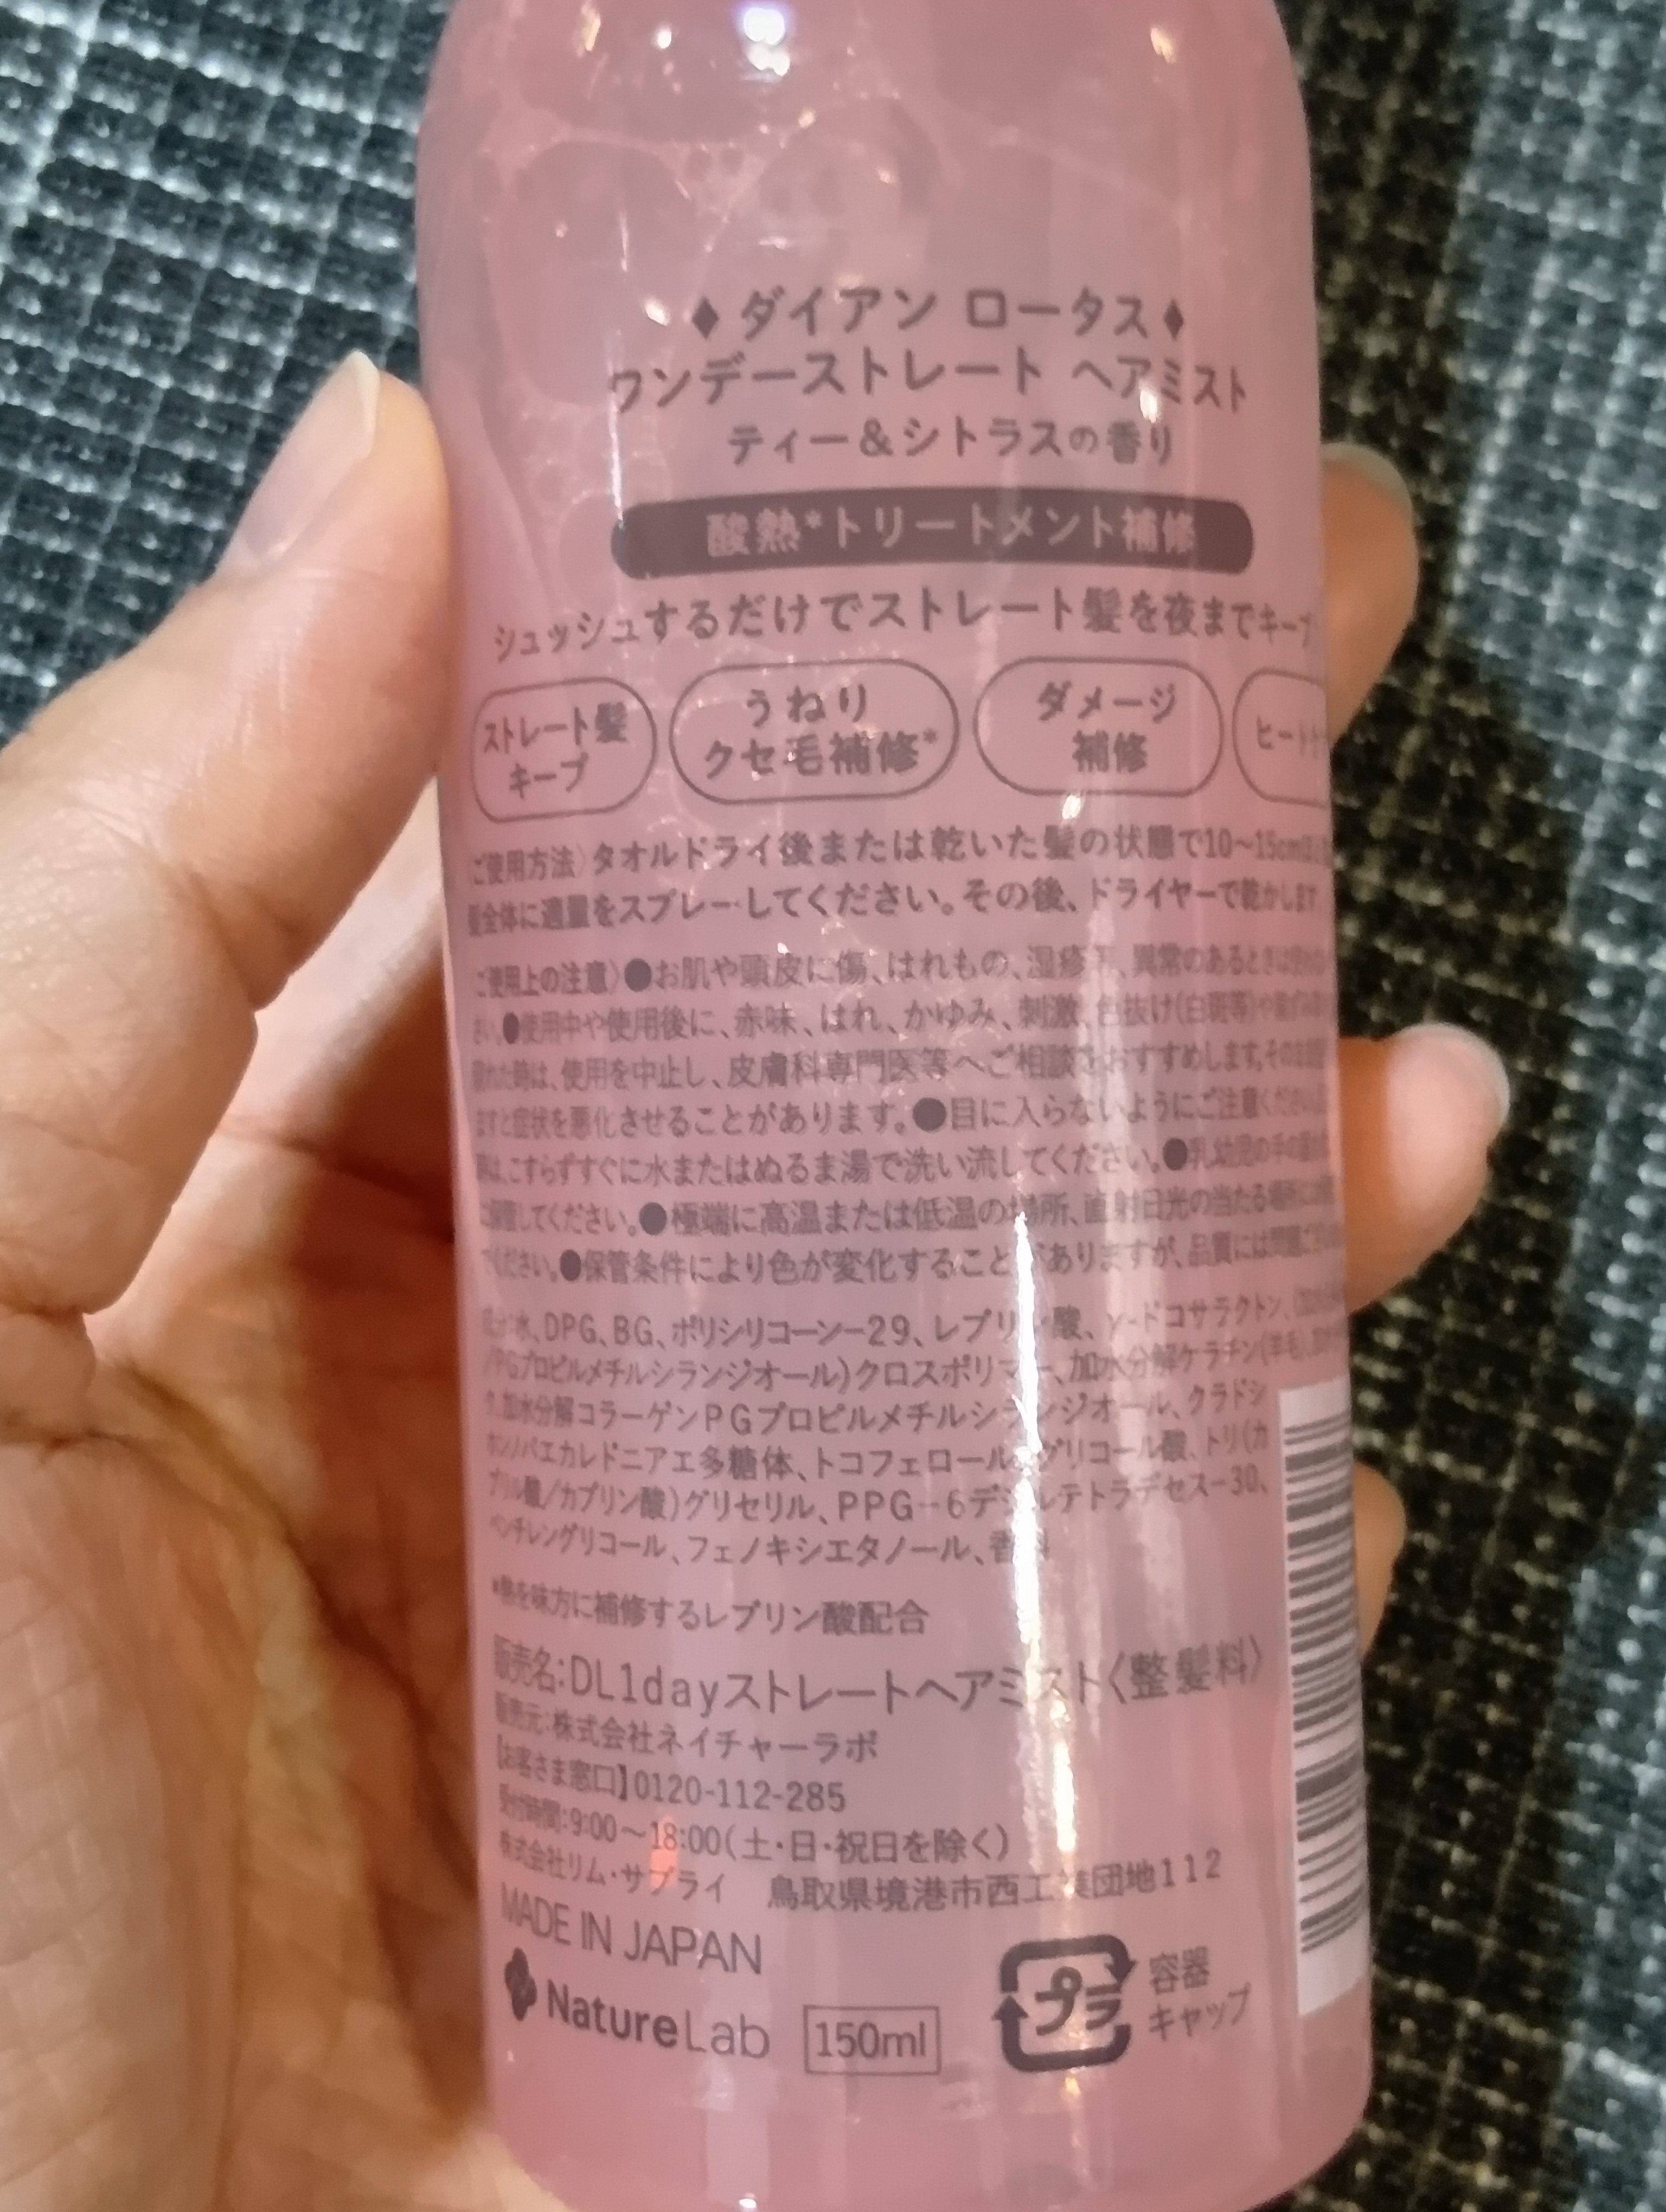 ♦ダイアン ロータス♦
ワンデーストレート ヘアミスト
ティー&シトラスの香り
酸熱*トリートメント補修
シュッシュするだけでストレート髪を夜までキープ
ストレート髪
キープ
うねり
クセ毛補修*
ダメージ
補修
ヒート
ご使用方法〉タオルドライ後または乾いた髪の状態で10～15cm
髪全体に適量をスプレーしてください。その後、ドライヤーで乾かします。
ご使用上の注意〉●お肌や頭皮に傷、はれもの、湿疹等、異常のあるときは
さい。●使用中や使用後に、赤味、はれ、かゆみ、刺激、色抜け(白斑等)や
現れた時は、使用を中止し、皮膚科専門医等へご相談をおすすめします。そのまま
ますと症状を悪化させることがあります。●目に入らないようにご注意ください。
は、こすらずすぐに水またはぬるま湯で洗い流してください。●乳幼児の手の
に保管してください。●極端に高温または低温の場所、直射日光の当たる場所には
でください。●保管条件により色が変化することがありますが、品質には問題
水、DPG、BG、ポリシリコーン-29、レブリン酸、γ-ドコサラクトン、
/PGプロピルメチルシランジオール)クロスポリマー、加水分解ケラチン(羊毛)、
ク、加水分解コラーゲンPGプロピルメチルシランジオール、クラドシ
ホンノバエカレドニアエ多糖体、トコフェロール、グリコール酸、トリ(カ
プリル酸/カプリン酸)グリセリル、PPG-6デシルテトラデセス-30、
ペンチレングリコール、フェノキシエタノール、香料
*熱を味方に補修するレブリン酸配合
販売名:DL1dayストレートヘアミスト〈整髪料〉
販売元:株式会社ネイチャーラボ
【お客さま窓口】0120-112-285
受付時間:9:00～18:00(土・日・祝日を除く)
株式会社リム・サプライ 鳥取県境港市西工業団地112
MADE IN JAPAN
NatureLab 150ml
プラ
容器
キャップ